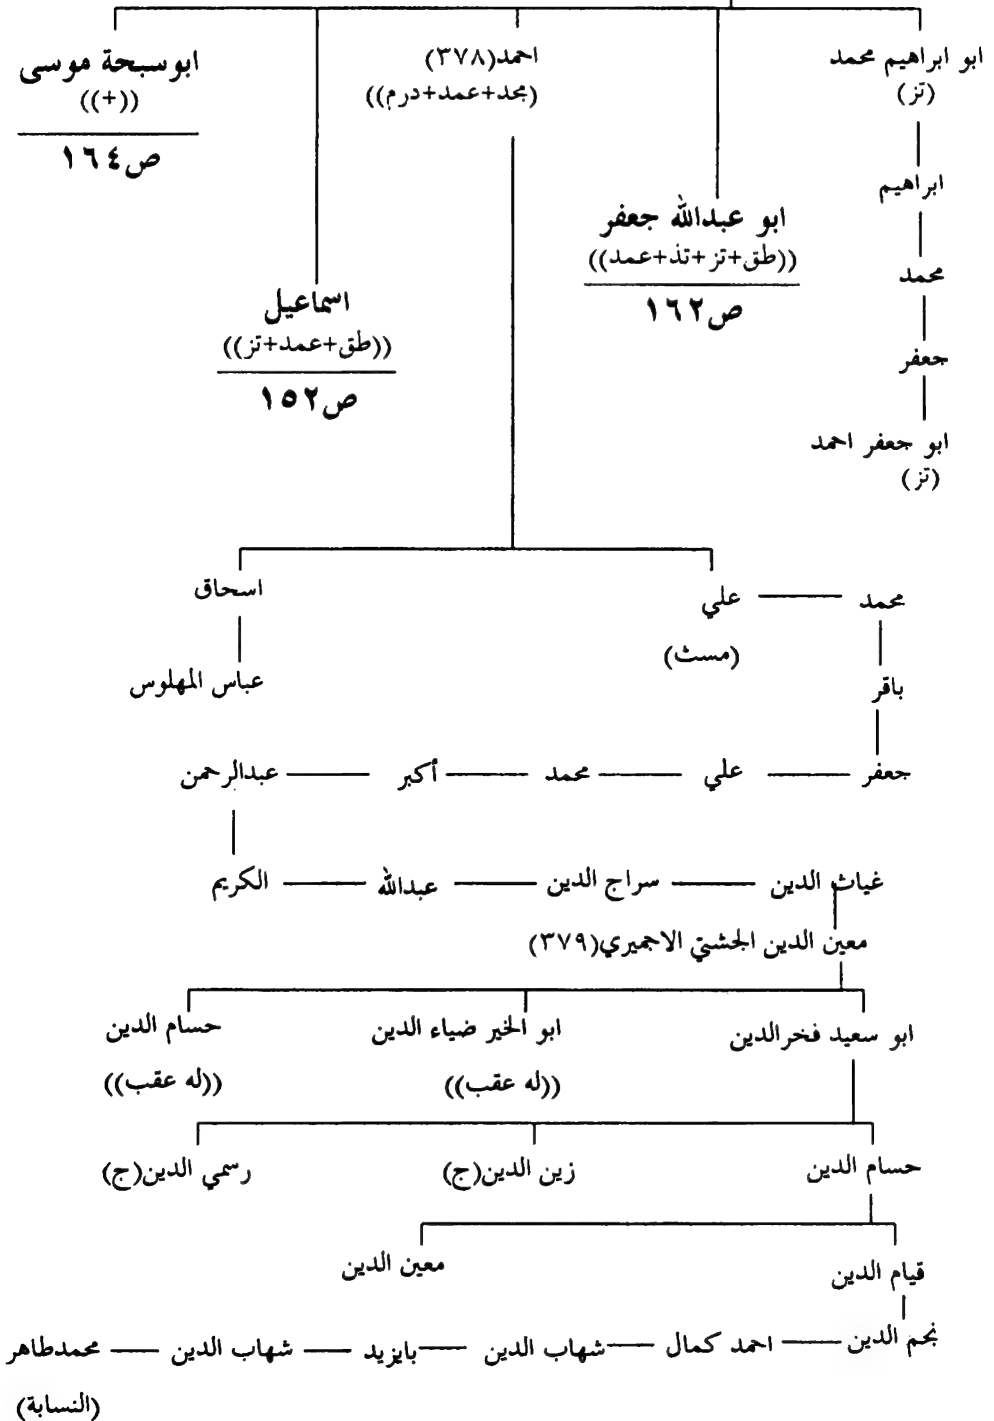 ابو ابراهيم محمد
(تز)
ابراهيم
محمد
جعفر
ابو جعفر احمد
(تز)
ابو عبدالله جعفر
((طق+تز+تذ+عمد))
ص١٦٢
احمد(٣٧٨)
(مجد+عمد+درم))
اسماعيل
((طق+عمد+تز))
ص١٥٢
ابوسبحة موسى
((+))
ص١٦٤
محمد علي اسحاق
(مسث)
باقر عباس المهلوس
جعفر علي محمد أكبر عبدالرحمن
غياث الدين سراج الدين عبدالله الكريم
معين الدين الجشتي الاجميري(٣٧٩)
ابو سعيد فخرالدين ابو الخير ضياء الدين حسام الدين
((له عقب)) ((له عقب))
حسام الدين زين الدين(ج) رسمي الدين(ج)
قيام الدين معين الدين
نجم الدين احمد كمال شهاب الدين بايزيد شهاب الدين محمدطاهر
(النسابة)